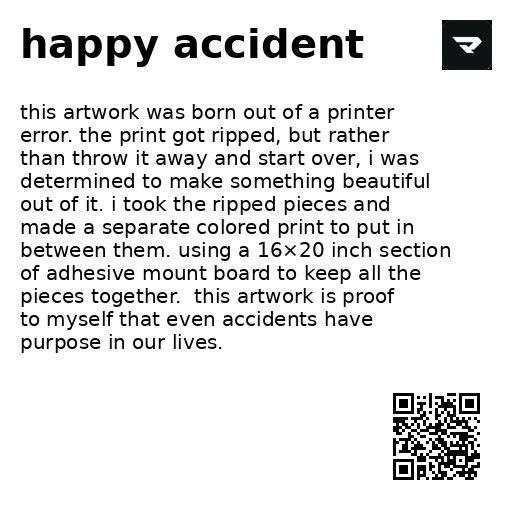 happy accident
this artwork was born out of a printer
error. the print got ripped, but rather
than throw it away and start over, i was
determined to make something beautiful
out of it. i took the ripped pieces and
made a separate colored print to put in
between them. using a 16×20 inch section
of adhesive mount board to keep all the
pieces together.  this artwork is proof
to myself that even accidents have
purpose in our lives.